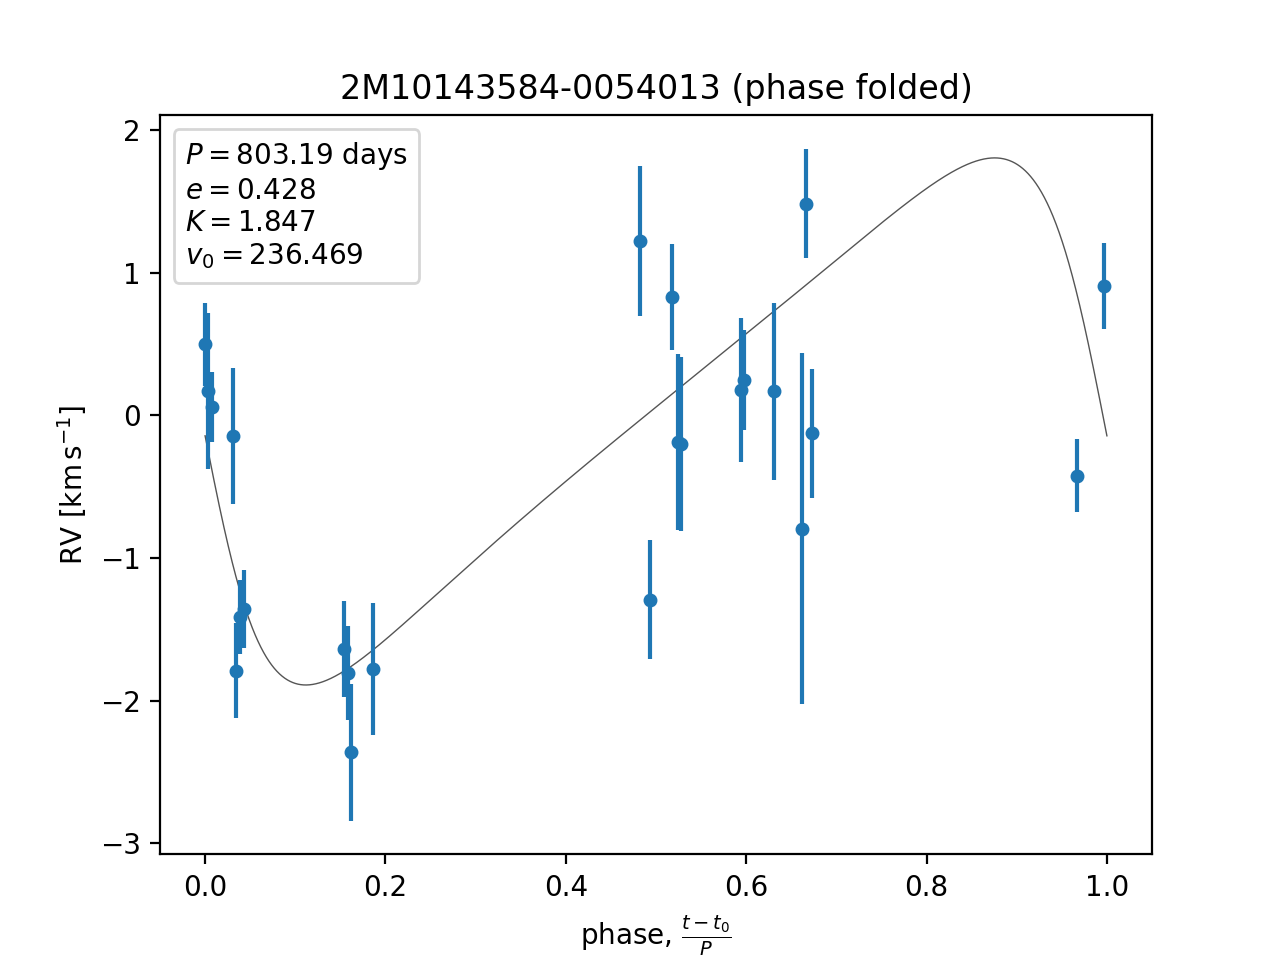 2M10143584-0054013 (phase folded)
P = 803.19 days
e = 0.428
K = 1.847
v₀ = 236.469
2
1
0
−1
−2
−3
RV [km s⁻¹]
0.0 0.2 0.4 0.6 0.8 1.0
phase, (t − t₀)/P